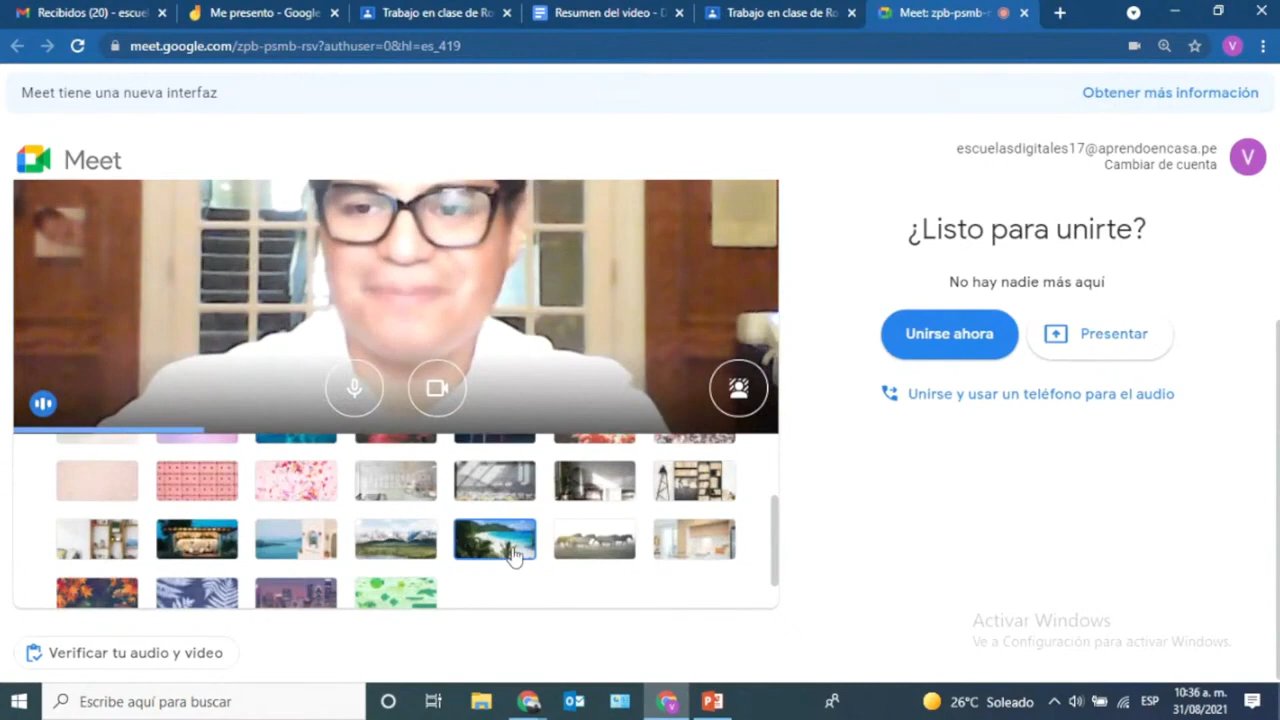 Recibidos (20) - escuel
Me presento - Google
Trabajo en clase de Ro
Resumen del video - D
Trabajo en clase de Ro
Meet: zpb-psmb-r
meet.google.com/zpb-psmb-rsv?authuser=0&hl=es_419
V
Meet tiene una nueva interfaz
Obtener más información
Meet
escuelasdigitales17@aprendoencasa.pe
Cambiar de cuenta
V
¿Listo para unirte?
No hay nadie más aquí
Unirse ahora
Presentar
Unirse y usar un teléfono para el audio
Activar Windows
Ve a Configuración para activar Windows.
Verificar tu audio y video
Escribe aquí para buscar
26°C Soleado
ESP
10:36 a. m.
31/08/2021